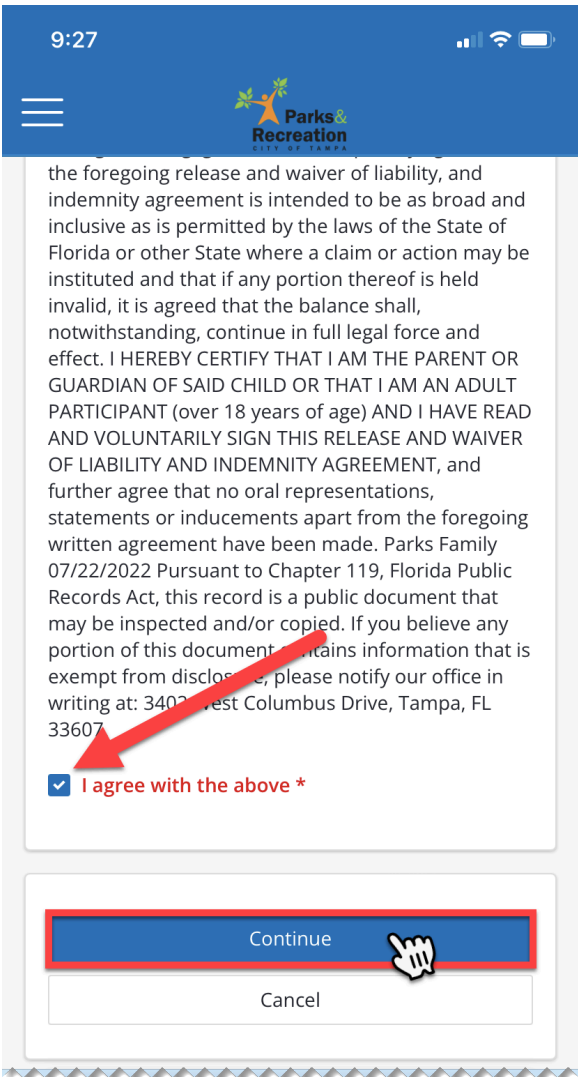 9:27
Parks&
Recreation
CITY OF TAMPA
the foregoing release and waiver of liability, and
indemnity agreement is intended to be as broad and
inclusive as is permitted by the laws of the State of
Florida or other State where a claim or action may be
instituted and that if any portion thereof is held
invalid, it is agreed that the balance shall,
notwithstanding, continue in full legal force and
effect. I HEREBY CERTIFY THAT I AM THE PARENT OR
GUARDIAN OF SAID CHILD OR THAT I AM AN ADULT
PARTICIPANT (over 18 years of age) AND I HAVE READ
AND VOLUNTARILY SIGN THIS RELEASE AND WAIVER
OF LIABILITY AND INDEMNITY AGREEMENT, and
further agree that no oral representations,
statements or inducements apart from the foregoing
written agreement have been made. Parks Family
07/22/2022 Pursuant to Chapter 119, Florida Public
Records Act, this record is a public document that
may be inspected and/or copied. If you believe any
portion of this document contains information that is
exempt from disclosure, please notify our office in
writing at: 3402 West Columbus Drive, Tampa, FL
33607
I agree with the above *
Continue
Cancel